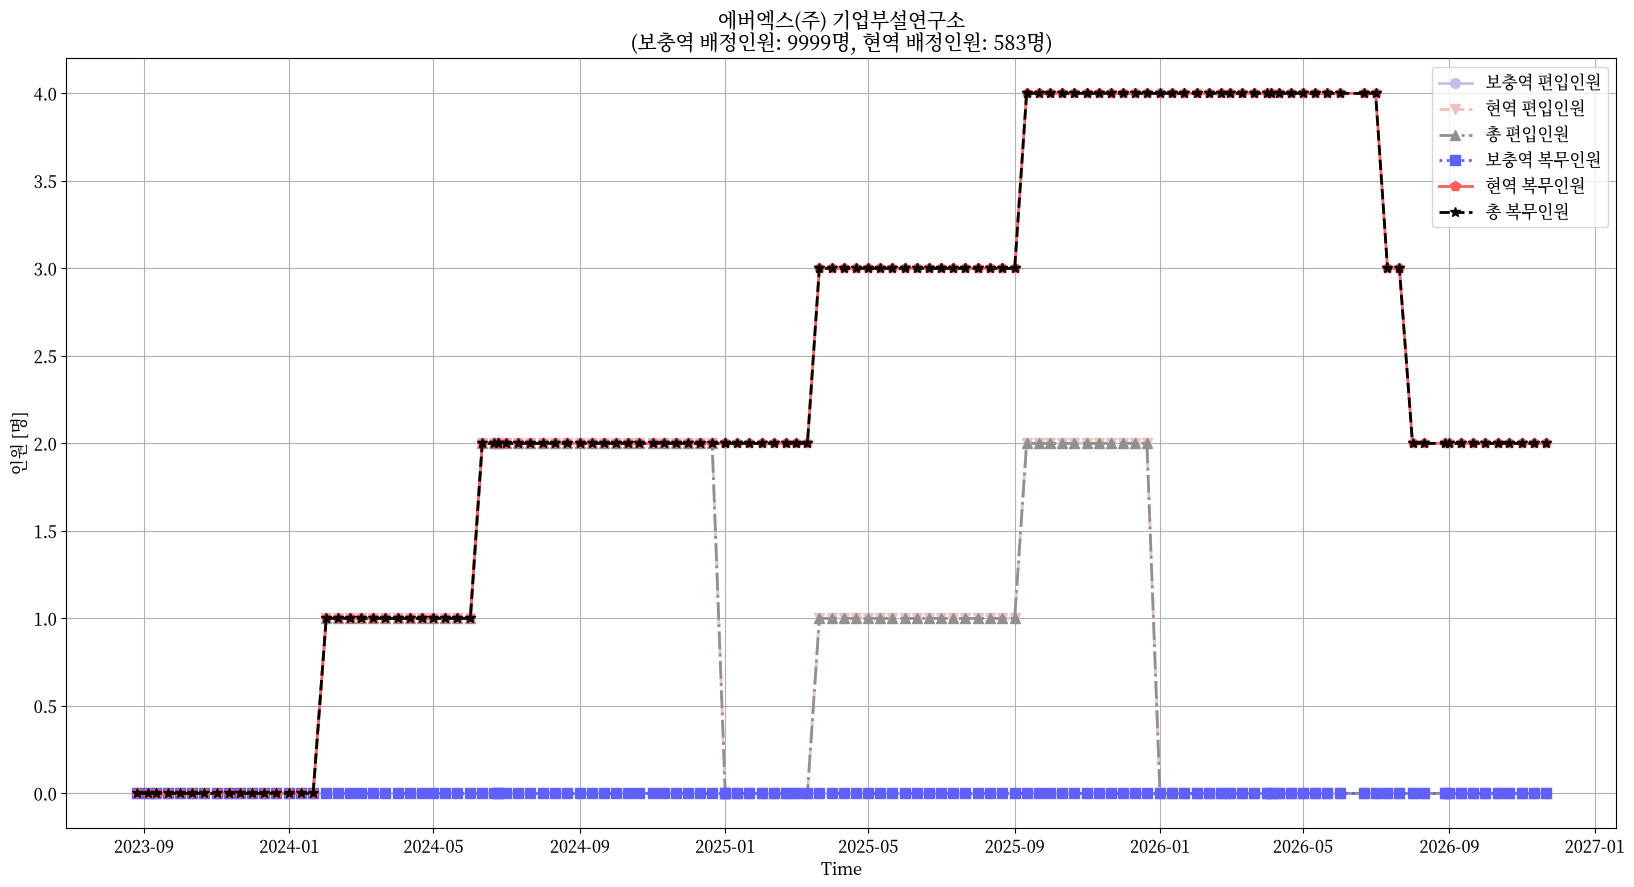 에버엑스(주) 기업부설연구소
(보충역 배정인원: 9999명, 현역 배정인원: 583명)
보충역 편입인원
현역 편입인원
총 편입인원
보충역 복무인원
현역 복무인원
총 복무인원
인원 [명]
4.0
3.5
3.0
2.5
2.0
1.5
1.0
0.5
0.0
2023-09
2024-01
2024-05
2024-09
2025-01
2025-05
2025-09
2026-01
2026-05
2026-09
2027-01
Time